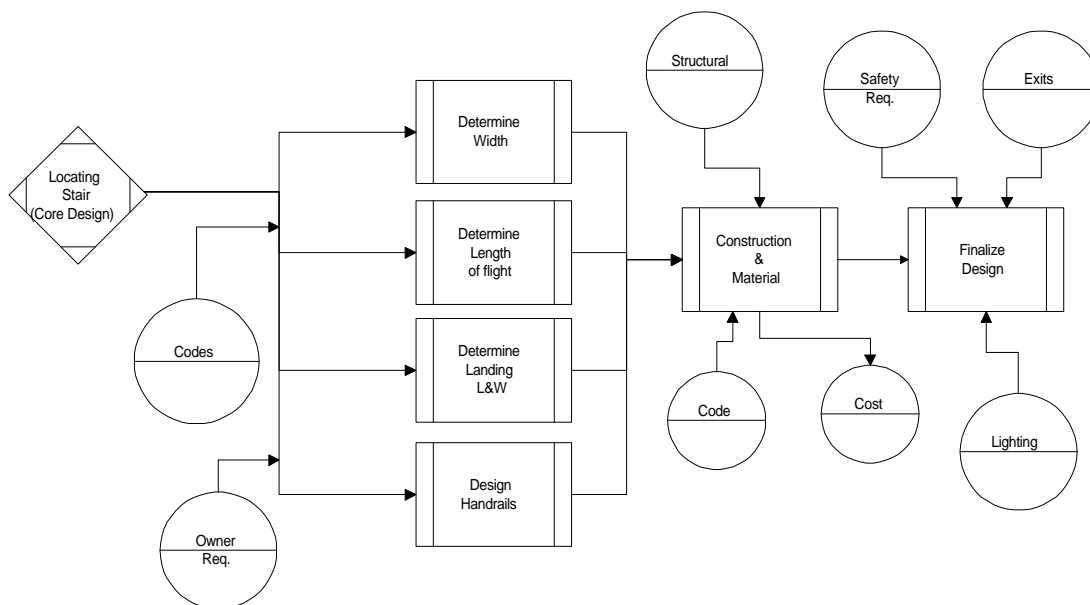 Locating
Stair
(Core Design)
Codes
Owner
Req.
Determine
Width
Determine
Length
of flight
Determine
Landing
L&W
Design
Handrails
Structural
Construction
&
Material
Code
Cost
Safety
Req.
Exits
Finalize
Design
Lighting